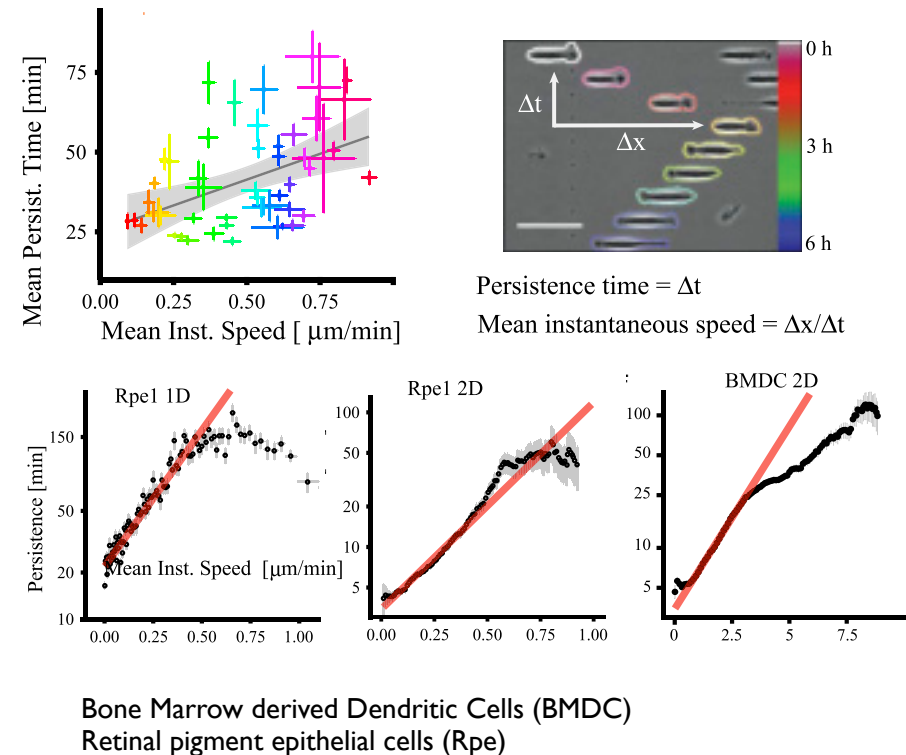 Mean Persist. Time [min]
75
50
25
0.00 0.25 0.50 0.75
Mean Inst. Speed [ μm/min]
0 h
3 h
6 h
Δt
Δx
Persistence time = Δt
Mean instantaneous speed = Δx/Δt
Rpe1 1D
Persistence [min]
150
50
20
10
Mean Inst. Speed [μm/min]
0.00 0.25 0.50 0.75 1.00
Rpe1 2D
100
50
20
10
5
0.00 0.25 0.50 0.75 1.00
BMDC 2D
100
50
25
10
5
0 2.5 5 7.5
Bone Marrow derived Dendritic Cells (BMDC)
Retinal pigment epithelial cells (Rpe)